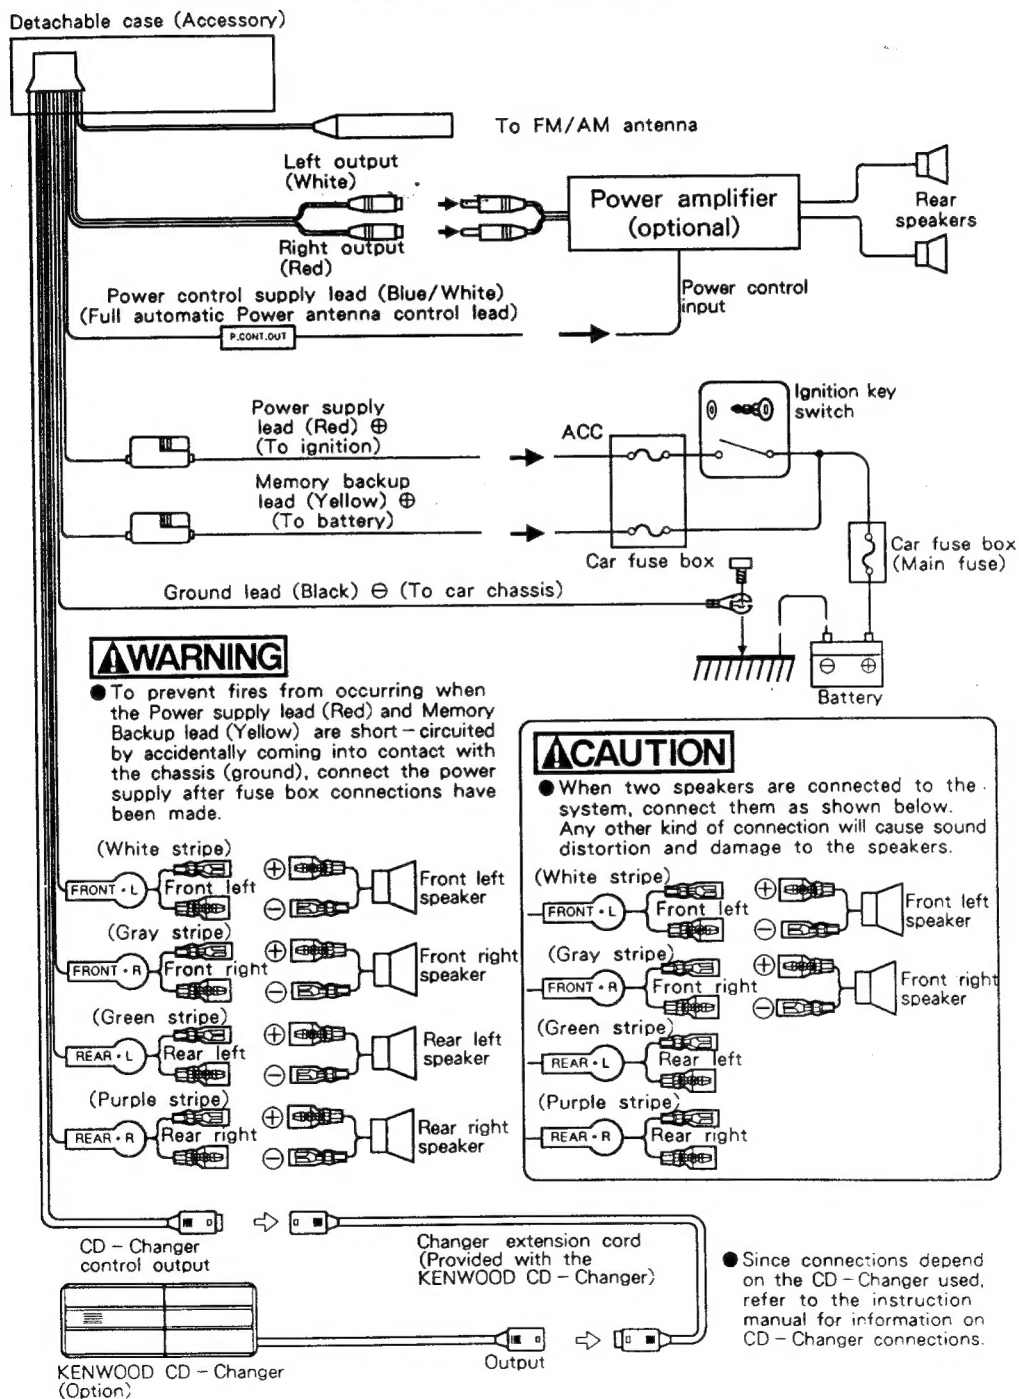 Detachable case (Accessory)
To FM/AM antenna
Left output
(White)
Right output
(Red)
Power amplifier
(optional)
Rear
speakers
Power control supply lead (Blue/White)
(Full automatic Power antenna control lead)
P.CONT.OUT
Power control
input
Power supply
lead (Red) ⊕
(To ignition)
ACC
Ignition key
switch
Memory backup
lead (Yellow) ⊕
(To battery)
Car fuse box
Car fuse box
(Main fuse)
Ground lead (Black) ⊖ (To car chassis)
⊖ ⊕
Battery
WARNING
● To prevent fires from occurring when
the Power supply lead (Red) and Memory
Backup lead (Yellow) are short-circuited
by accidentally coming into contact with
the chassis (ground), connect the power
supply after fuse box connections have
been made.
(White stripe)
FRONT・L
Front left
⊕
⊖
Front left
speaker
(Gray stripe)
FRONT・R
Front right
⊕
⊖
Front right
speaker
(Green stripe)
REAR・L
Rear left
⊕
⊖
Rear left
speaker
(Purple stripe)
REAR・R
Rear right
⊕
⊖
Rear right
speaker
CAUTION
● When two speakers are connected to the
system, connect them as shown below.
Any other kind of connection will cause sound
distortion and damage to the speakers.
(White stripe)
FRONT・L
Front left
⊕
⊖
Front left
speaker
(Gray stripe)
FRONT・R
Front right
⊕
⊖
Front right
speaker
(Green stripe)
REAR・L
Rear left
(Purple stripe)
REAR・R
Rear right
CD-Changer
control output
Changer extension cord
(Provided with the
KENWOOD CD-Changer)
● Since connections depend
on the CD-Changer used,
refer to the instruction
manual for information on
CD-Changer connections.
Output
KENWOOD CD-Changer
(Option)